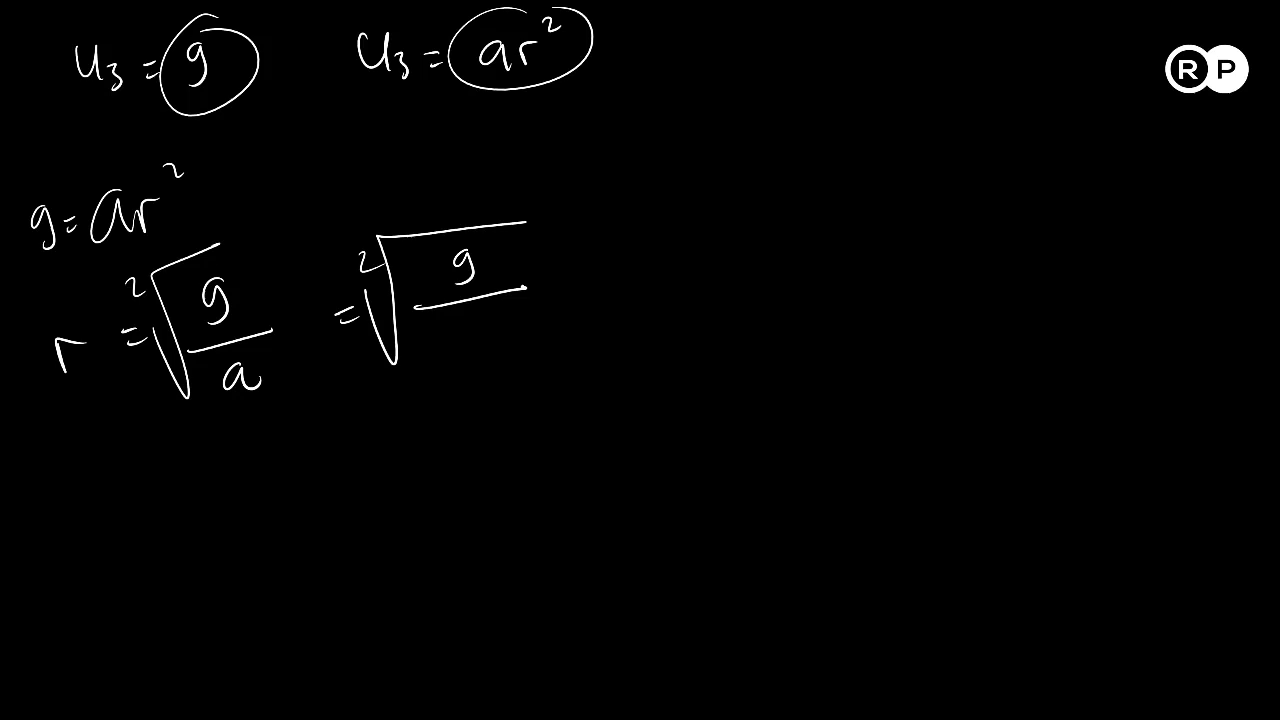 u₃ = g u₃ = ar²
g = ar²
r = ²√(g/a) = ²√(g/ )
RP